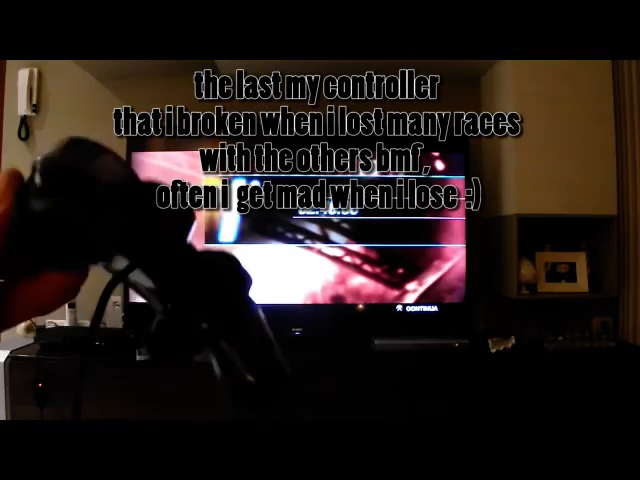 the last my controller
that i broken when i lost many races
with the others bmf,
often i get mad when i lose :)
CONTINUA